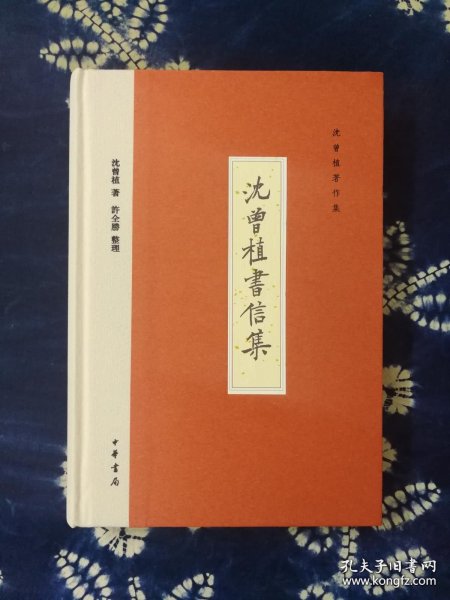 沈曾植著作集
沈曾植書信集
沈曾植 著 許全勝 整理
中華書局
孔夫子旧书网
www.kongfz.com